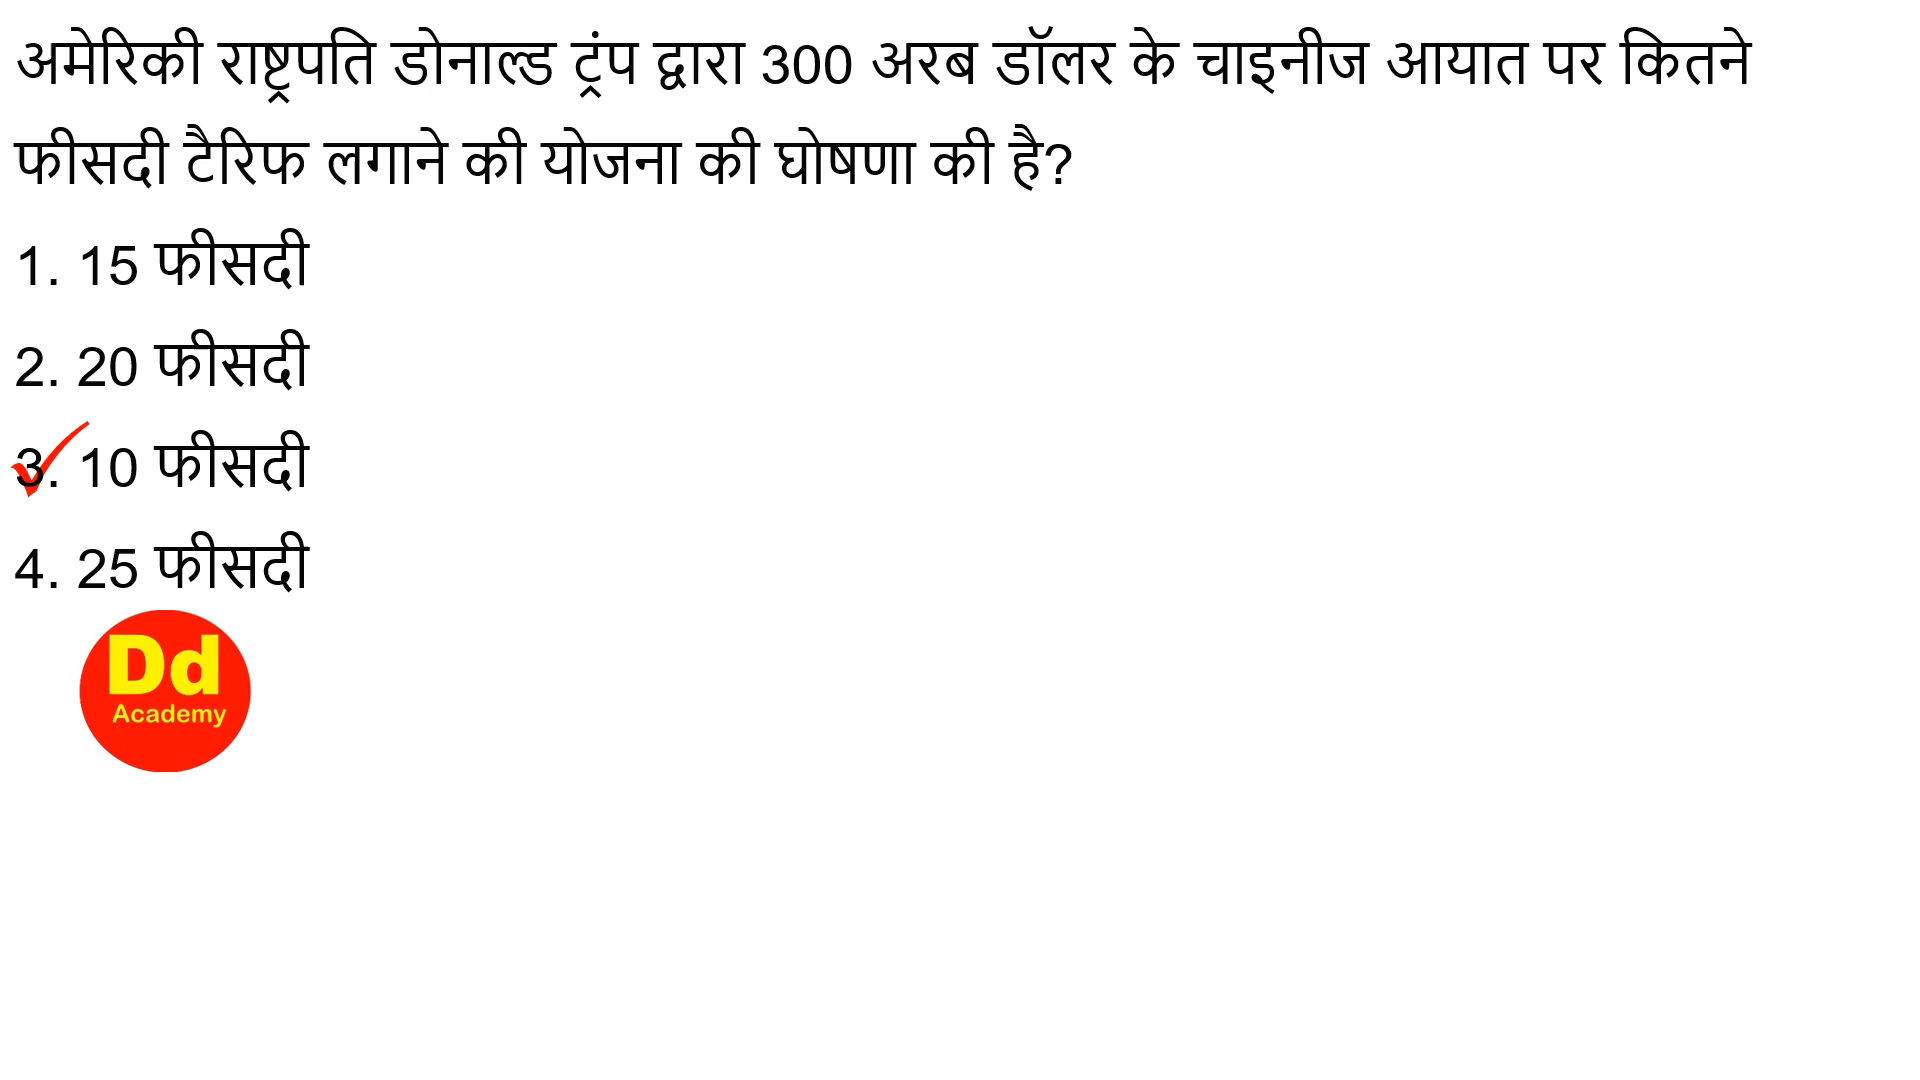 अमेरिकी राष्ट्रपति डोनाल्ड ट्रंप द्वारा 300 अरब डॉलर के चाइनीज आयात पर कितने
फीसदी टैरिफ लगाने की योजना की घोषणा की है?
1. 15 फीसदी
2. 20 फीसदी
3. 10 फीसदी
4. 25 फीसदी
Dd
Academy